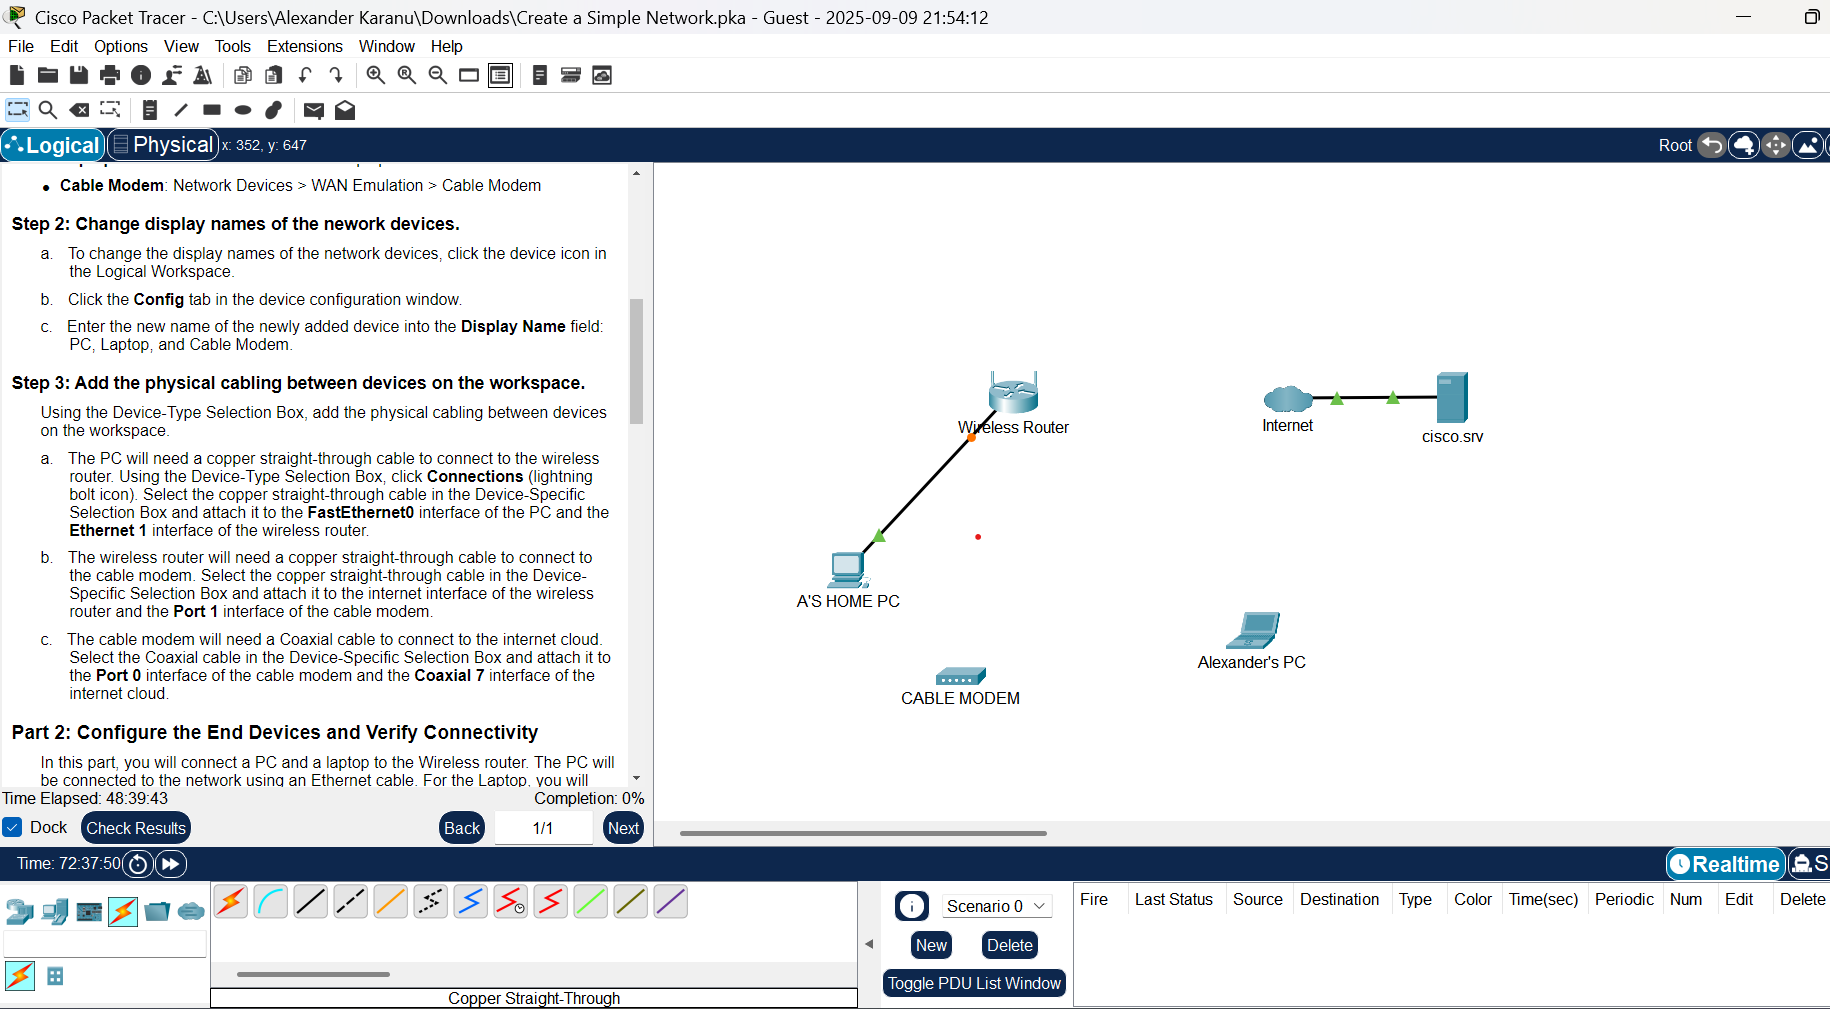 Cisco Packet Tracer - C:\Users\Alexander Karanu\Downloads\Create a Simple Network.pka - Guest - 2025-09-09 21:54:12
File Edit Options View Tools Extensions Window Help
Logical Physical x: 352, y: 647 Root
• Cable Modem: Network Devices > WAN Emulation > Cable Modem
Step 2: Change display names of the nework devices.
a. To change the display names of the network devices, click the device icon in
the Logical Workspace.
b. Click the Config tab in the device configuration window.
c. Enter the new name of the newly added device into the Display Name field:
PC, Laptop, and Cable Modem.
Step 3: Add the physical cabling between devices on the workspace.
Using the Device-Type Selection Box, add the physical cabling between devices
on the workspace.
a. The PC will need a copper straight-through cable to connect to the wireless
router. Using the Device-Type Selection Box, click Connections (lightning
bolt icon). Select the copper straight-through cable in the Device-Specific
Selection Box and attach it to the FastEthernet0 interface of the PC and the
Ethernet 1 interface of the wireless router.
b. The wireless router will need a copper straight-through cable to connect to
the cable modem. Select the copper straight-through cable in the Device-
Specific Selection Box and attach it to the internet interface of the wireless
router and the Port 1 interface of the cable modem.
c. The cable modem will need a Coaxial cable to connect to the internet cloud.
Select the Coaxial cable in the Device-Specific Selection Box and attach it to
the Port 0 interface of the cable modem and the Coaxial 7 interface of the
internet cloud.
Part 2: Configure the End Devices and Verify Connectivity
In this part, you will connect a PC and a laptop to the Wireless router. The PC will
be connected to the network using an Ethernet cable. For the Laptop, you will
Time Elapsed: 48:39:43 Completion: 0%
Dock Check Results Back 1/1 Next
Wireless Router
Internet
cisco.srv
A'S HOME PC
Alexander's PC
CABLE MODEM
Time: 72:37:50 Realtime S
Scenario 0
New Delete
Toggle PDU List Window
Fire Last Status Source Destination Type Color Time(sec) Periodic Num Edit Delete
Copper Straight-Through